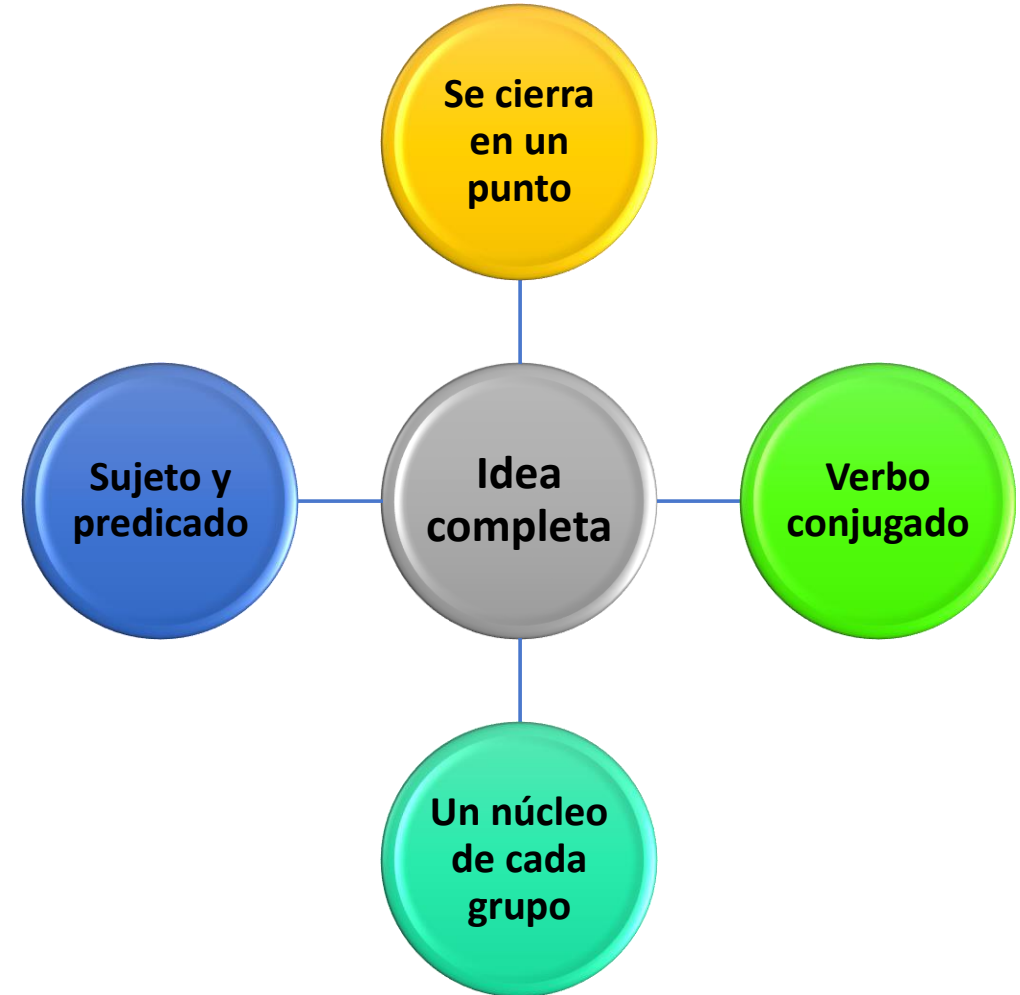 Se cierra
en un
punto
Sujeto y
predicado
Idea
completa
Verbo
conjugado
Un núcleo
de cada
grupo